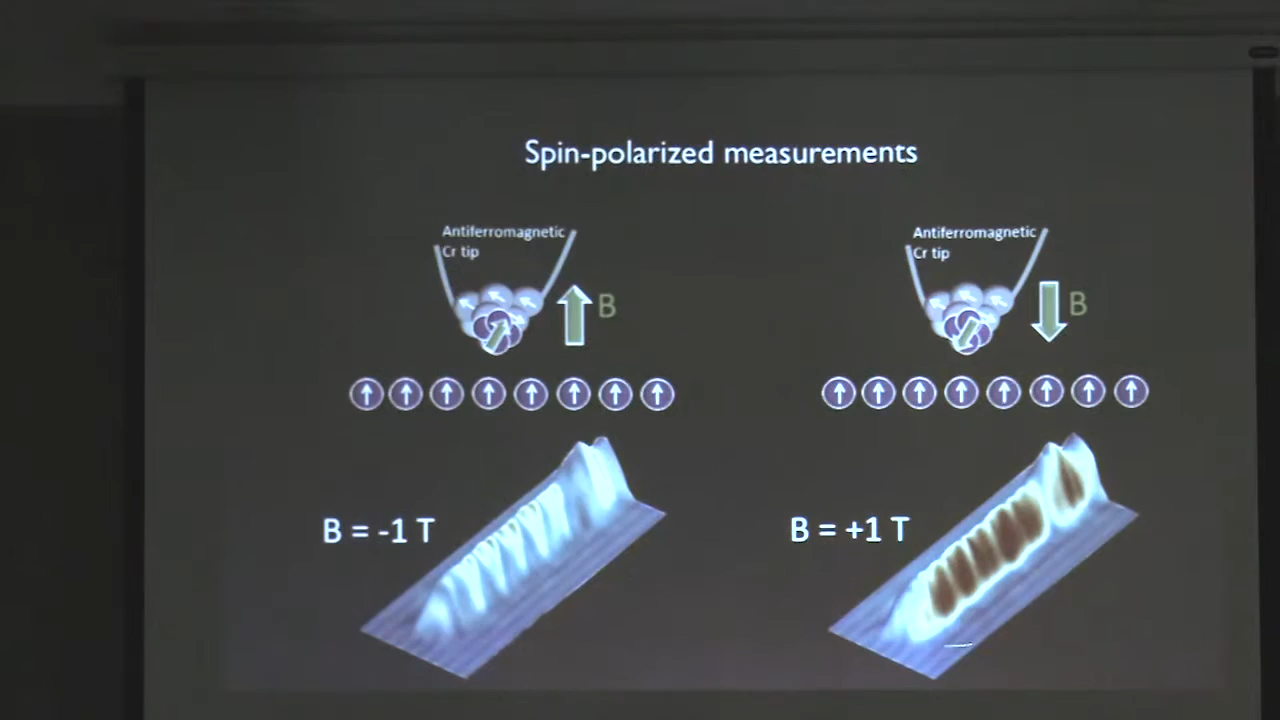 Spin-polarized measurements
Antiferromagnetic
Cr tip
B
Antiferromagnetic
Cr tip
B
B = -1 T
B = +1 T